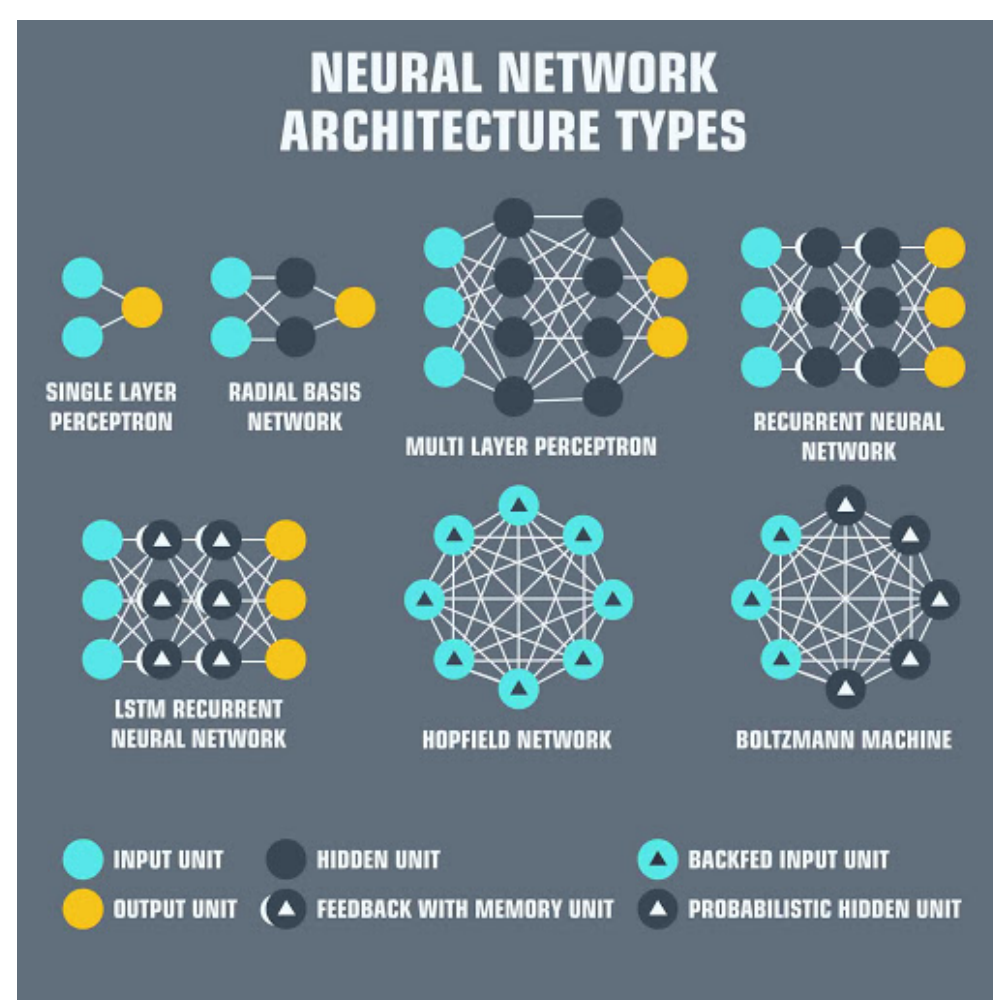 NEURAL NETWORK
ARCHITECTURE TYPES
SINGLE LAYER
PERCEPTRON
RADIAL BASIS
NETWORK
MULTI LAYER PERCEPTRON
RECURRENT NEURAL
NETWORK
LSTM RECURRENT
NEURAL NETWORK
HOPFIELD NETWORK
BOLTZMANN MACHINE
INPUT UNIT
HIDDEN UNIT
BACKFED INPUT UNIT
OUTPUT UNIT
FEEDBACK WITH MEMORY UNIT
PROBABILISTIC HIDDEN UNIT